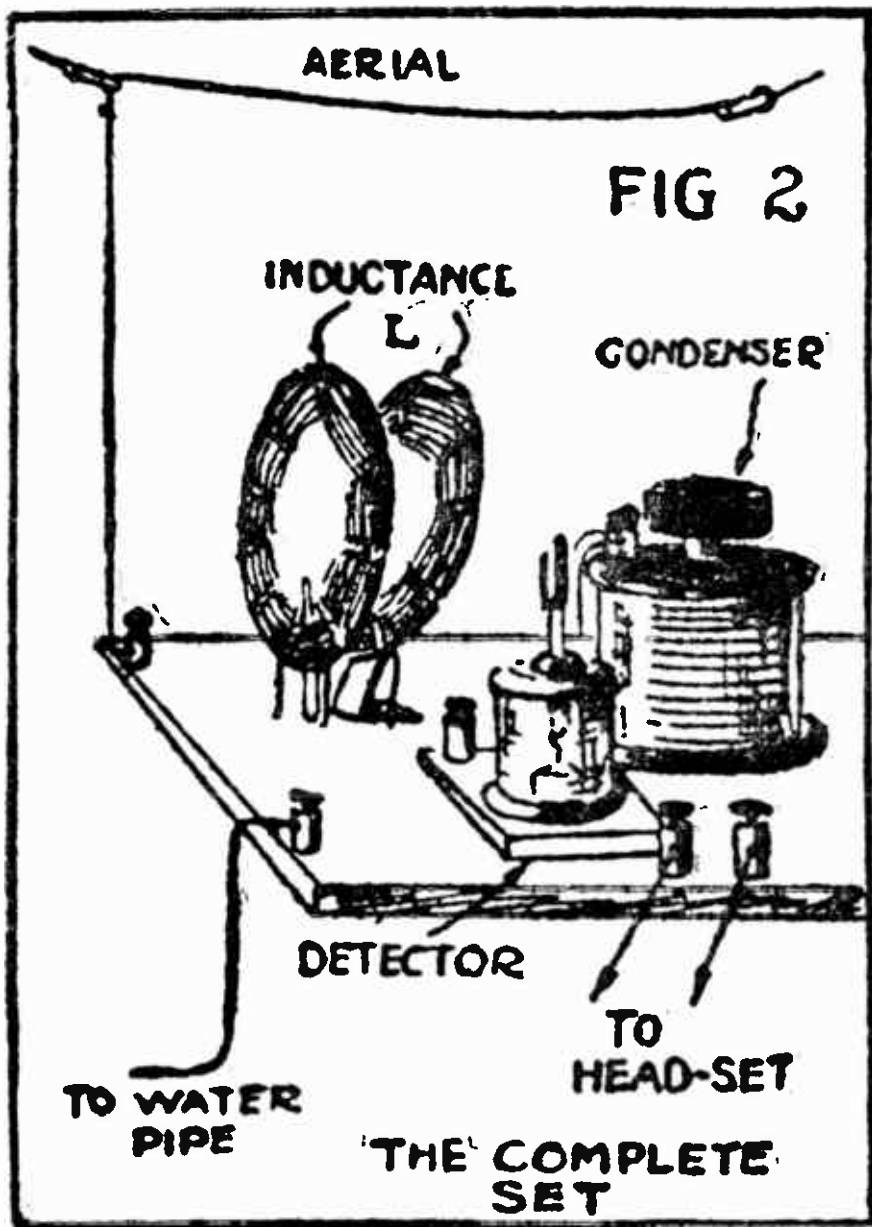 AERIAL
FIG 2
INDUCTANCE
L
CONDENSER
DETECTOR
TO
HEAD-SET
TO WATER
PIPE
'THE' COMPLETE
SET